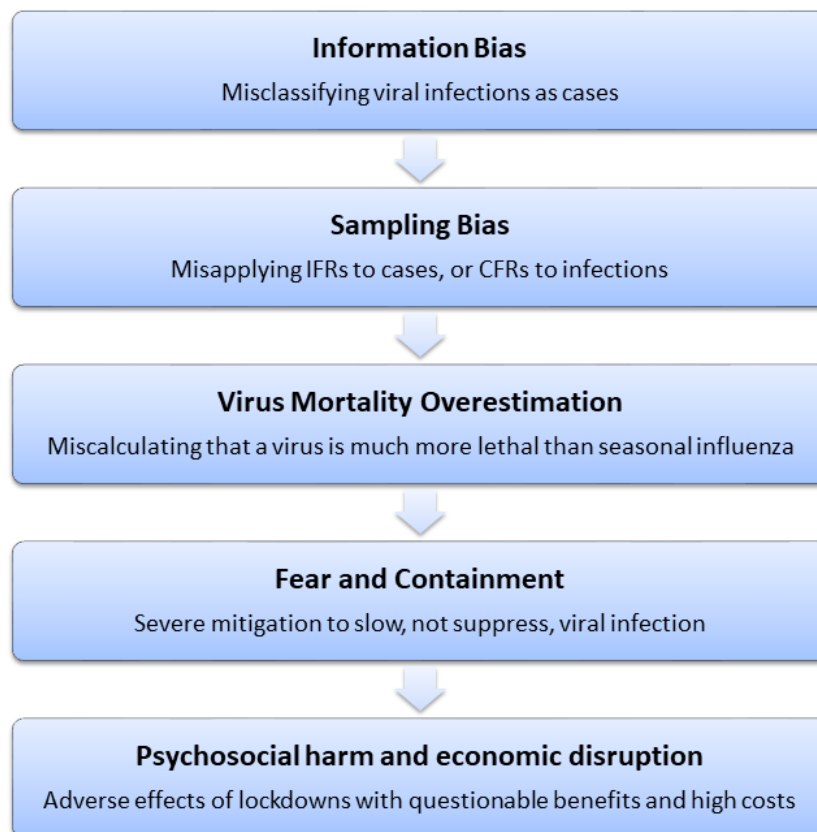 Information Bias
Misclassifying viral infections as cases
Sampling Bias
Misapplying IFRs to cases, or CFRs to infections
Virus Mortality Overestimation
Miscalculating that a virus is much more lethal than seasonal influenza
Fear and Containment
Severe mitigation to slow, not suppress, viral infection
Psychosocial harm and economic disruption
Adverse effects of lockdowns with questionable benefits and high costs